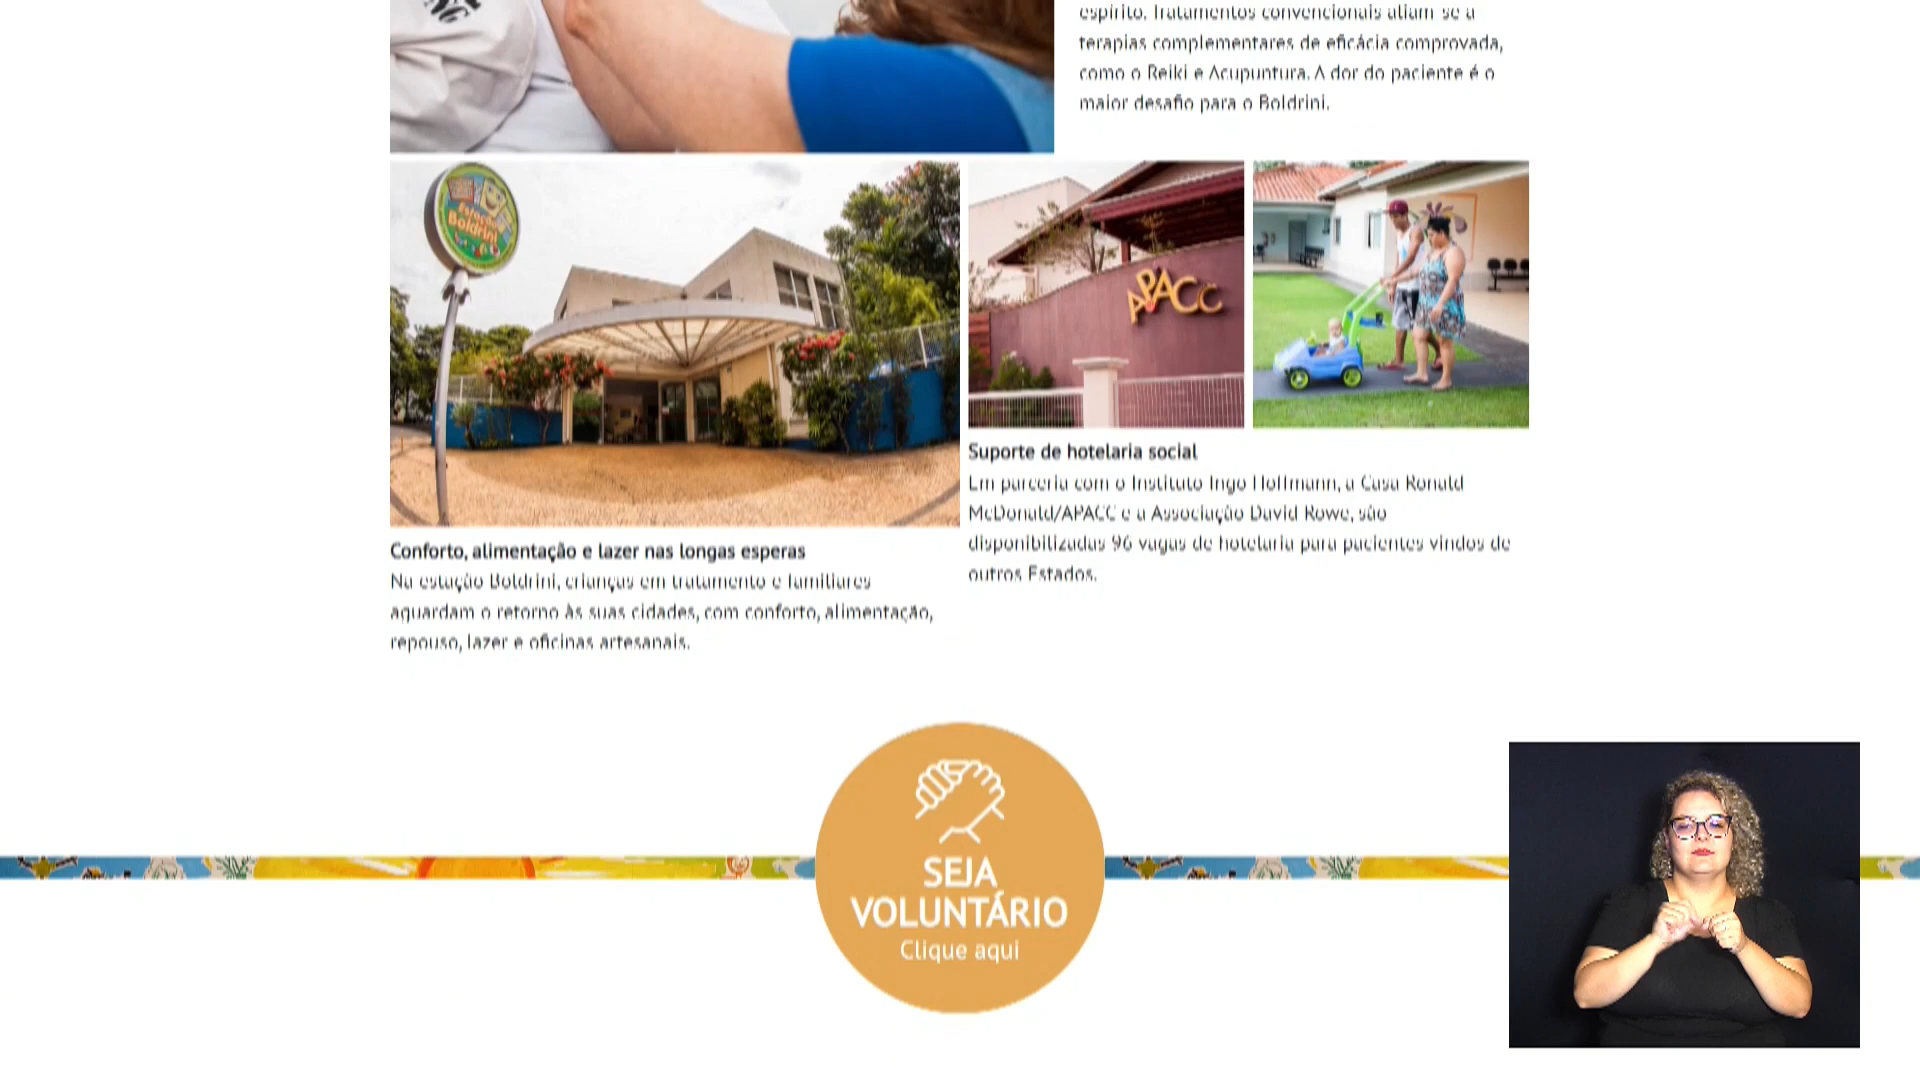 espírito. Tratamentos convencionais aliam-se a
terapias complementares de eficácia comprovada,
como o Reiki e Acupuntura. A dor do paciente é o
maior desafio para o Boldrini.
Estação
Boldrini
APACC
Suporte de hotelaria social
Em parceria com o Instituto Ingo Hoffmann, a Casa Ronald
McDonald/APACC e a Associação David Rowe, são
disponibilizadas 96 vagas de hotelaria para pacientes vindos de
outros Estados.
Conforto, alimentação e lazer nas longas esperas
Na estação Boldrini, crianças em tratamento e familiares
aguardam o retorno às suas cidades, com conforto, alimentação,
repouso, lazer e oficinas artesanais.
SEJA
VOLUNTÁRIO
Clique aqui